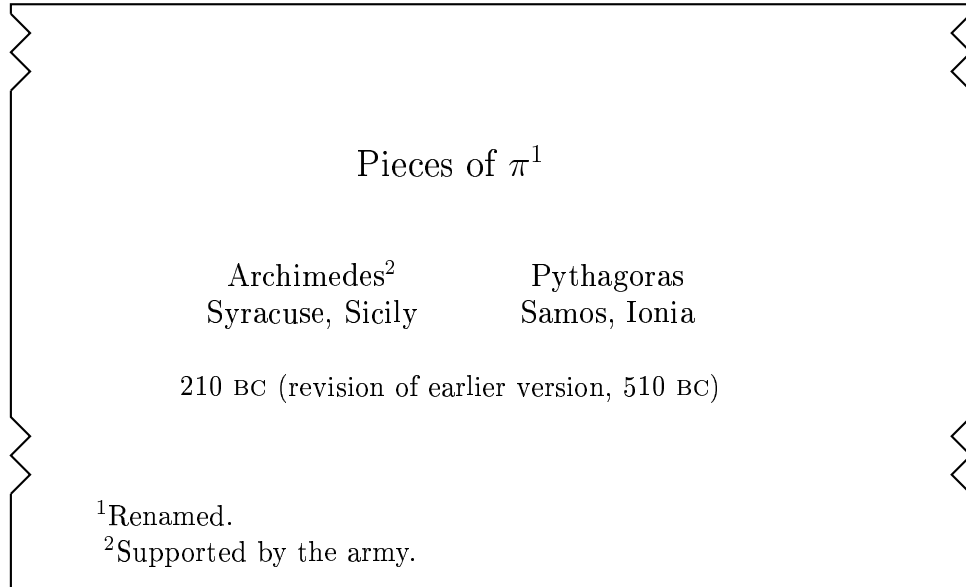 Pieces of π¹
Archimedes² Pythagoras
Syracuse, Sicily Samos, Ionia
210 BC (revision of earlier version, 510 BC)
¹Renamed.
²Supported by the army.